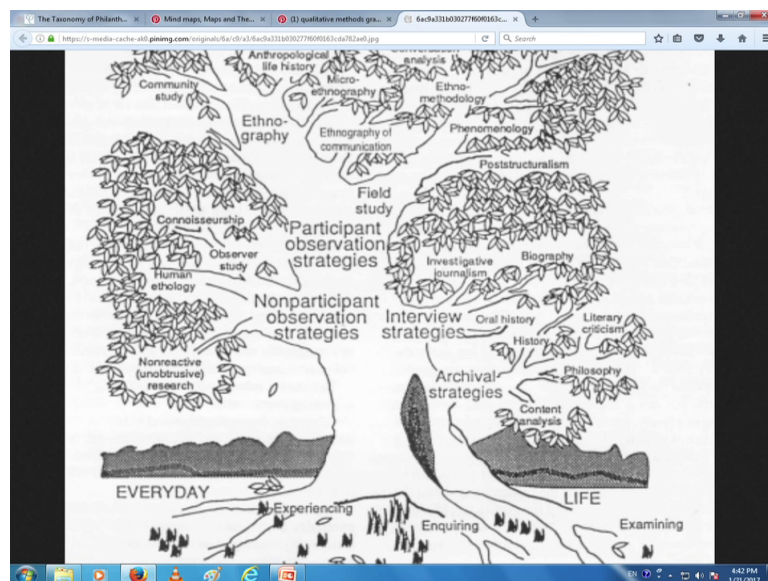 The Taxonomy of Philanth...
Mind maps, Maps and The...
(1) qualitative methods gra...
6ac9a331b030277f60f0163c...
https://s-media-cache-ak0.pinimg.com/originals/6a/c9/a3/6ac9a331b030277f60f0163cda782ae0.jpg
Search
Anthropological
life history
Conversation
analysis
Community
study
Micro-
ethnography
Ethno-
methodology
Ethno-
graphy
Ethnography of
communication
Phenomenology
Poststructuralism
Field
study
Connoisseurship
Participant
observation
strategies
Observer
study
Human
ethology
Investigative
journalism
Biography
Nonparticipant
observation
strategies
Interview
strategies
Oral history
Literary
criticism
History
Nonreactive
(unobtrusive)
research
Archival
strategies
Philosophy
Content
analysis
EVERYDAY
LIFE
Experiencing
Enquiring
Examining
EN
4:42 PM
1/21/2017